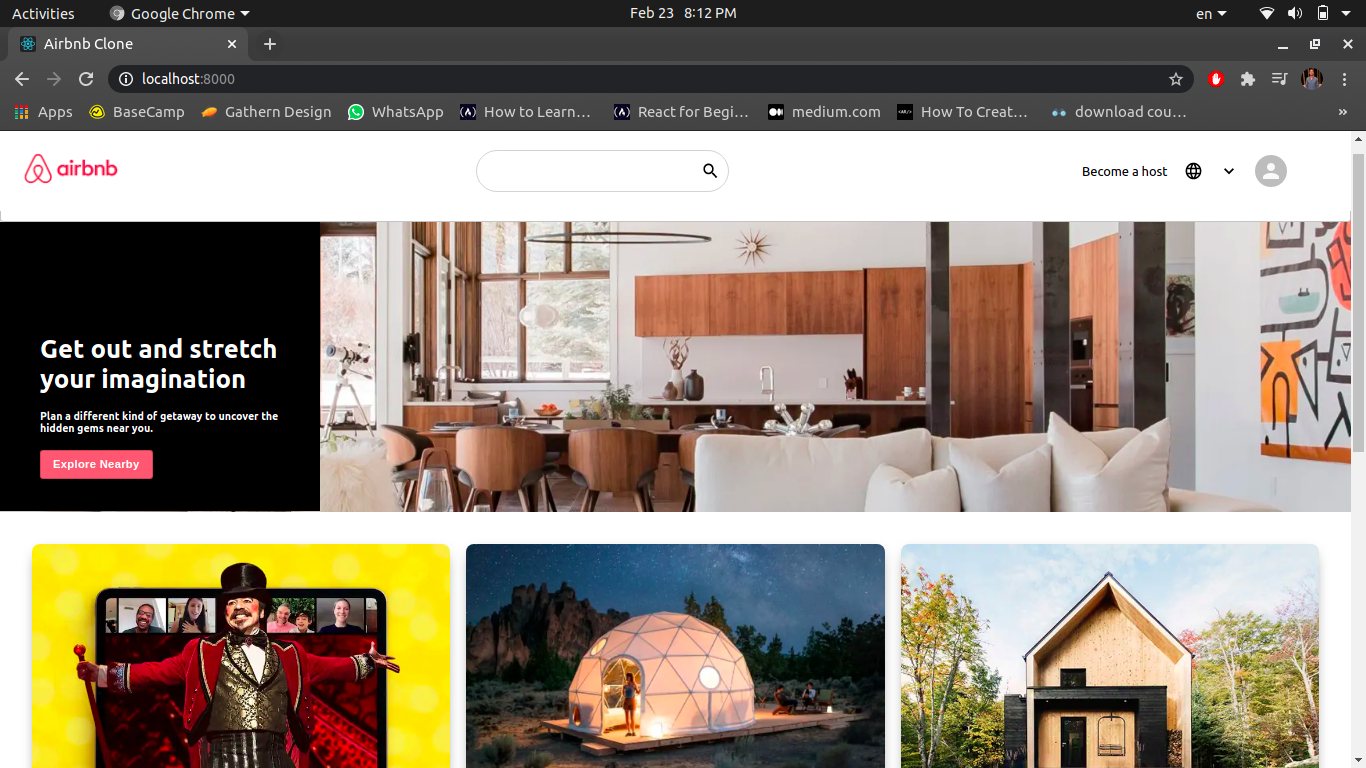 Activities
Google Chrome
Feb 23 8:12 PM
en
Airbnb Clone
localhost:8000
Apps
BaseCamp
Gathern Design
WhatsApp
How to Learn…
React for Begi…
medium.com
How To Creat…
download cou…
»
airbnb
Become a host
Get out and stretch
your imagination
Plan a different kind of getaway to uncover the
hidden gems near you.
Explore Nearby